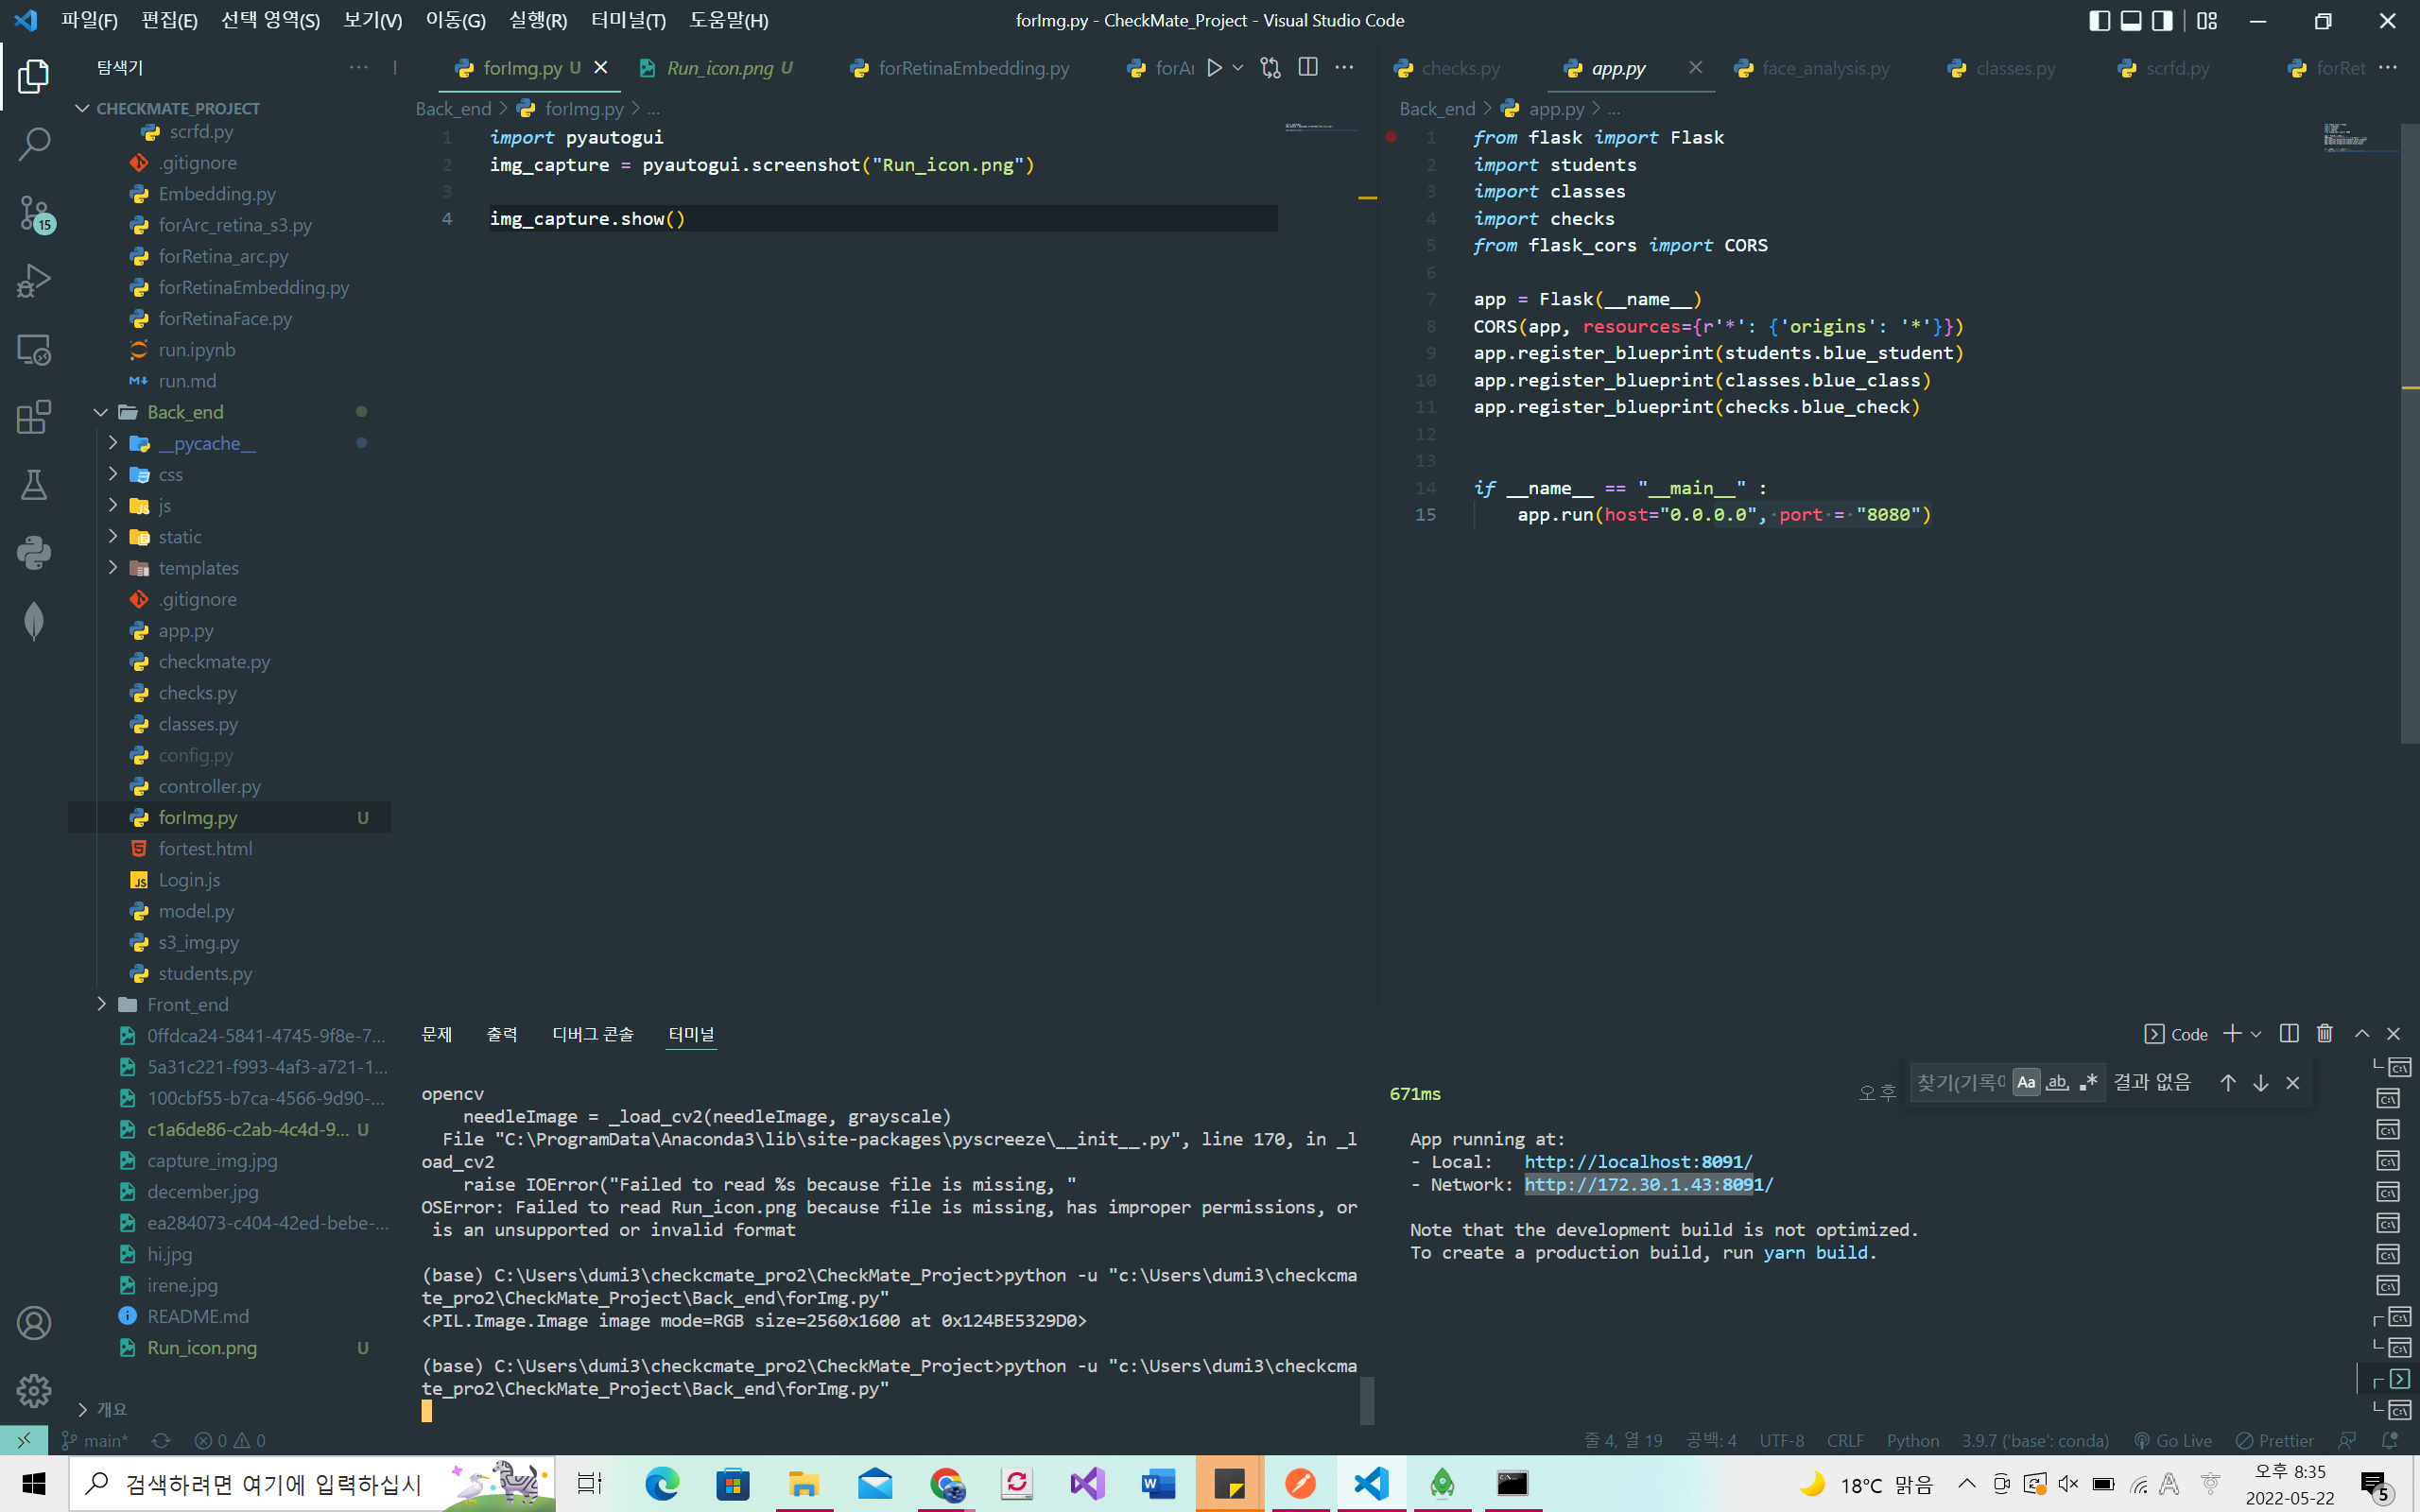 파일(F) 편집(E) 선택 영역(S) 보기(V) 이동(G) 실행(R) 터미널(T) 도움말(H)
forImg.py - CheckMate_Project - Visual Studio Code
탐색기
CHECKMATE_PROJECT
scrfd.py
.gitignore
Embedding.py
forArc_retina_s3.py
forRetina_arc.py
forRetinaEmbedding.py
forRetinaFace.py
run.ipynb
run.md
Back_end
__pycache__
css
js
static
templates
.gitignore
app.py
checkmate.py
checks.py
classes.py
config.py
controller.py
forImg.py U
fortest.html
Login.js
model.py
s3_img.py
students.py
Front_end
0ffdca24-5841-4745-9f8e-7...
5a31c221-f993-4af3-a721-1...
100cbf55-b7ca-4566-9d90-...
c1a6de86-c2ab-4c4d-9... U
capture_img.jpg
december.jpg
ea284073-c404-42ed-bebe-...
hi.jpg
irene.jpg
README.md
Run_icon.png U
개요
15
forImg.py U
Run_icon.png U
forRetinaEmbedding.py
forAr
Back_end > forImg.py > ...
1 import pyautogui
2 img_capture = pyautogui.screenshot("Run_icon.png")
3
4 img_capture.show()
checks.py
app.py
face_analysis.py
classes.py
scrfd.py
forRet
Back_end > app.py > ...
1 from flask import Flask
2 import students
3 import classes
4 import checks
5 from flask_cors import CORS
6
7 app = Flask(__name__)
8 CORS(app, resources={r'*': {'origins': '*'}})
9 app.register_blueprint(students.blue_student)
10 app.register_blueprint(classes.blue_class)
11 app.register_blueprint(checks.blue_check)
12
13
14 if __name__ == "__main__" :
15 app.run(host="0.0.0.0", port = "8080")
문제 출력 디버그 콘솔 터미널
Code
opencv
needleImage = _load_cv2(needleImage, grayscale)
File "C:\ProgramData\Anaconda3\lib\site-packages\pyscreeze\__init__.py", line 170, in _l
oad_cv2
raise IOError("Failed to read %s because file is missing, "
OSError: Failed to read Run_icon.png because file is missing, has improper permissions, or
is an unsupported or invalid format
(base) C:\Users\dumi3\checkcmate_pro2\CheckMate_Project>python -u "c:\Users\dumi3\checkcma
te_pro2\CheckMate_Project\Back_end\forImg.py"
<PIL.Image.Image image mode=RGB size=2560x1600 at 0x124BE5329D0>
(base) C:\Users\dumi3\checkcmate_pro2\CheckMate_Project>python -u "c:\Users\dumi3\checkcma
te_pro2\CheckMate_Project\Back_end\forImg.py"
671ms
오후
Aa ab, .* 결과 없음
App running at:
- Local: http://localhost:8091/
- Network: http://172.30.1.43:8091/
Note that the development build is not optimized.
To create a production build, run yarn build.
main* 0 0
줄 4, 열 19 공백: 4 UTF-8 CRLF Python 3.9.7 ('base': conda) Go Live Prettier
검색하려면 여기에 입력하십시
18°C 맑음
오후 8:35
2022-05-22
5